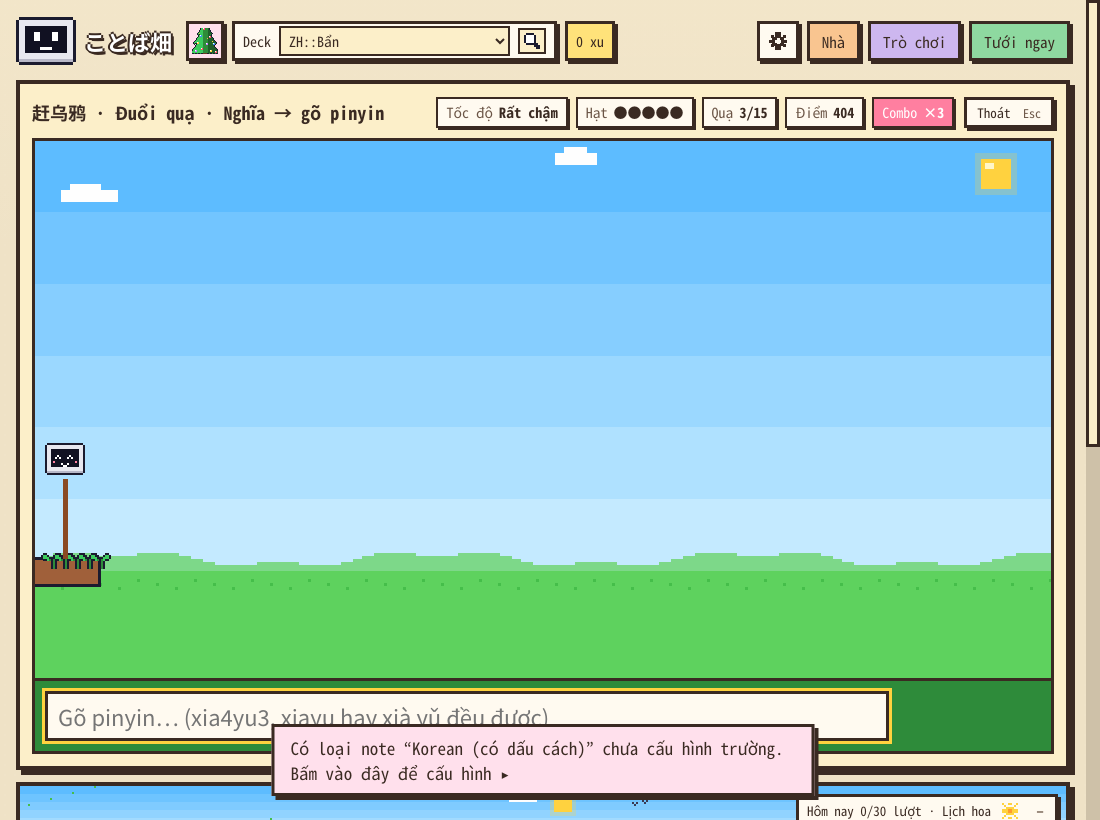 ことば畑 Deck ZH::Bẩn 0 xu Nhà Trò chơi Tưới ngay
赶乌鸦 · Đuổi quạ · Nghĩa → gõ pinyin Tốc độ Rất chậm Hạt ●●●●● Quạ 3/15 Điểm 404 Combo ×3 Thoát Esc
Gõ pinyin… (xia4yu3, xiayu hay xià yǔ đều được)
Có loại note “Korean (có dấu cách)” chưa cấu hình trường.
Bấm vào đây để cấu hình ▸
Hôm nay 0/30 lượt · Lịch hoa –